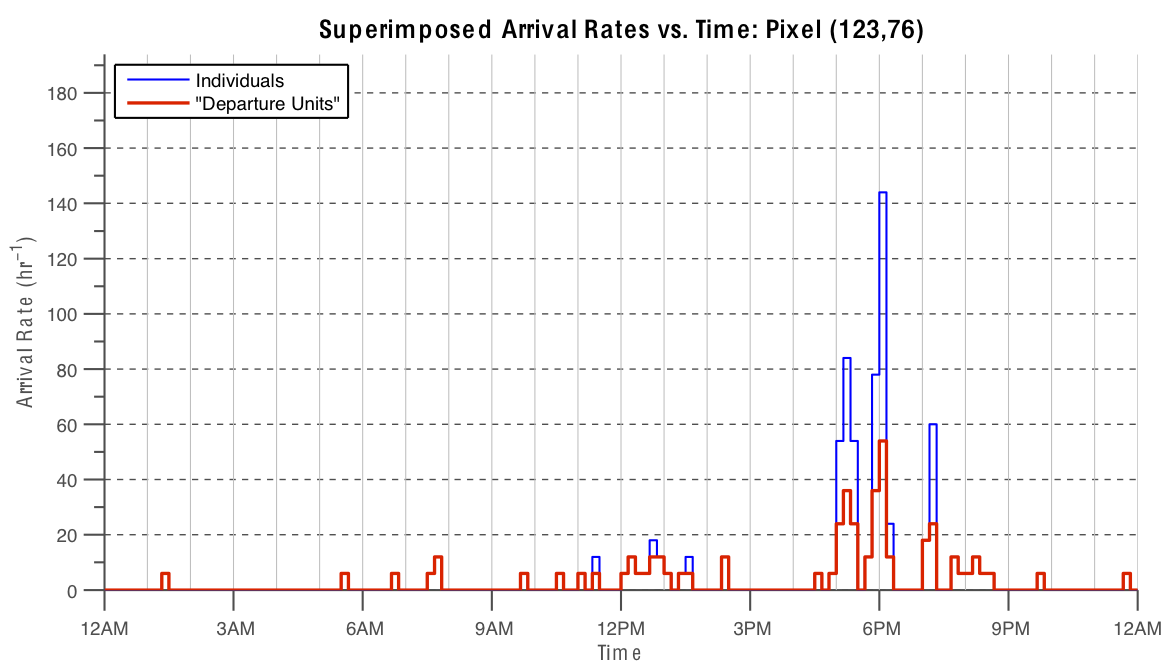 Superimposed Arrival Rates vs. Time: Pixel (123,76)
Individuals
"Departure Units"
180
160
140
120
100
80
60
40
20
0
Arrival Rate (hr⁻¹)
12AM 3AM 6AM 9AM 12PM 3PM 6PM 9PM 12AM
Time